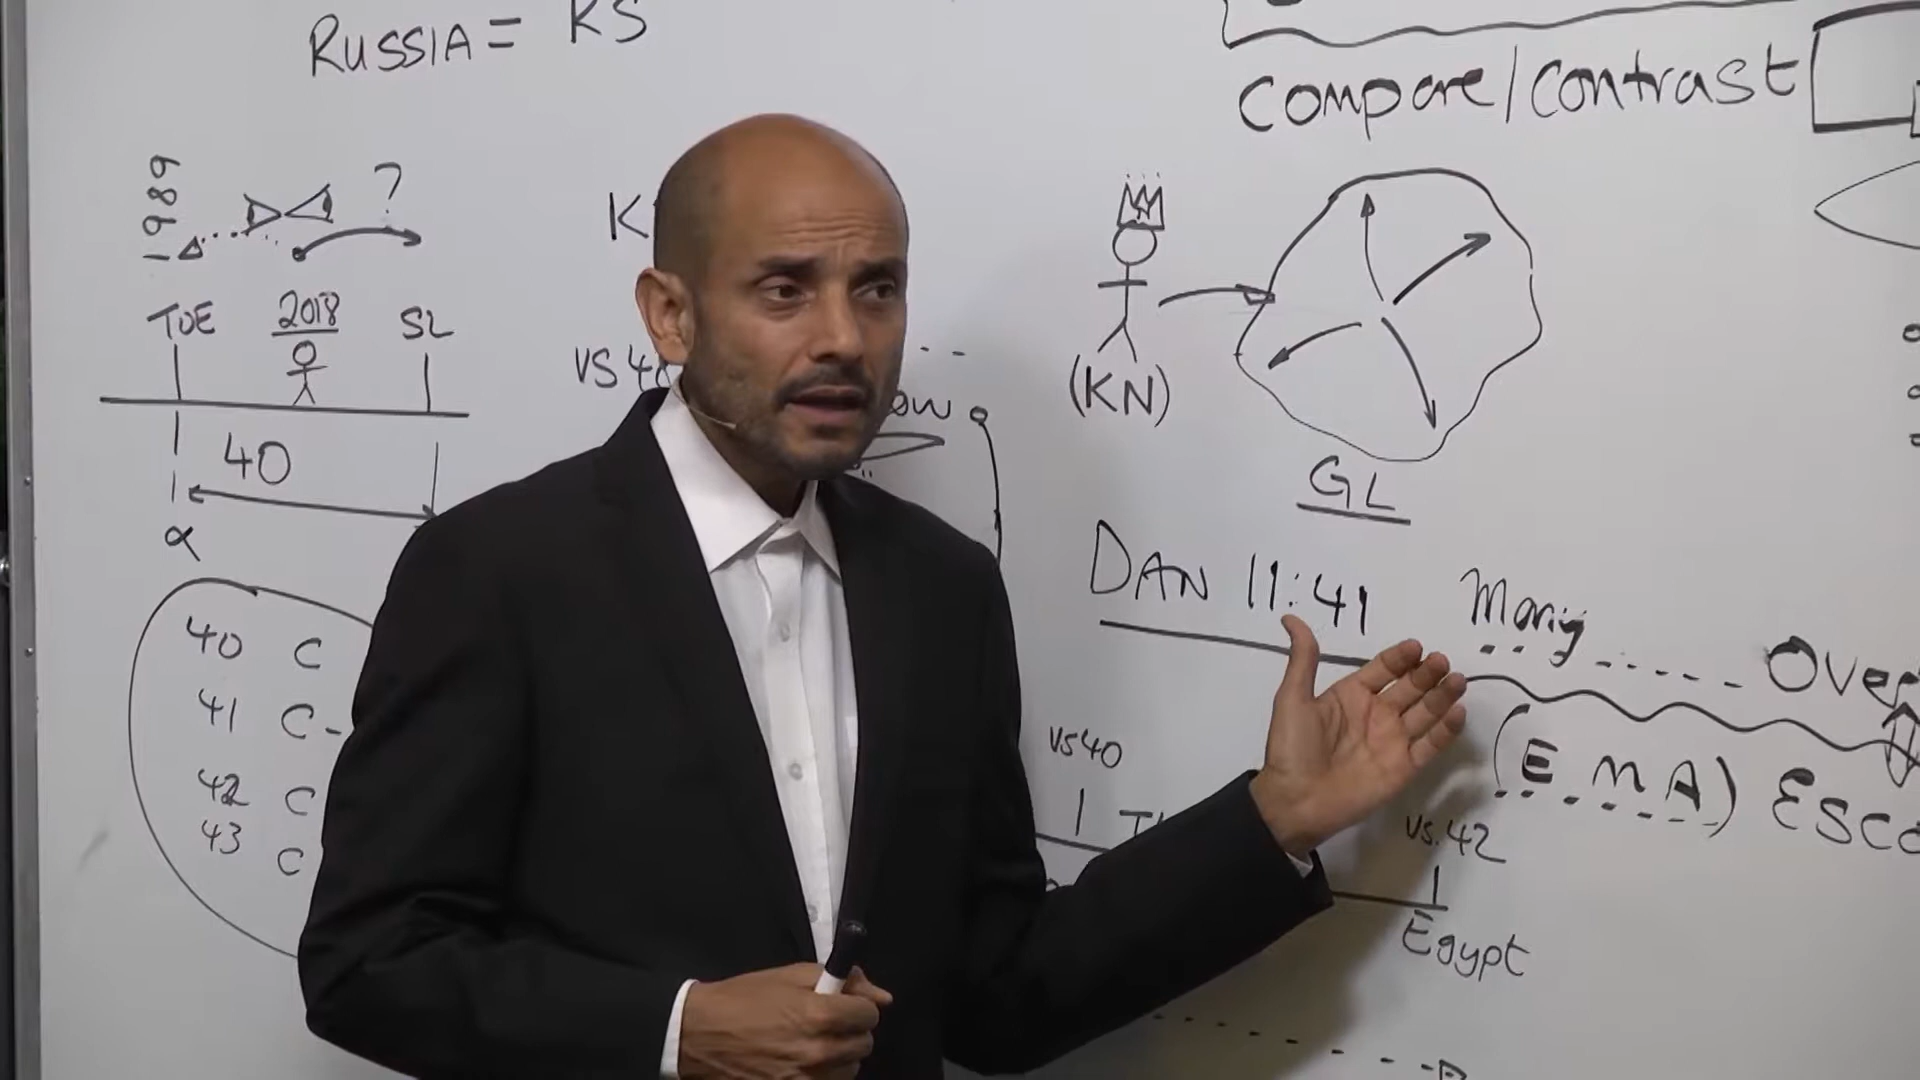 RUSSIA = KS
compare/contrast
1989
?
TOE
2018
SL
40
α
40 C
41 C-
42 C
43 C
K
VS 40
ow
(KN)
GL
DAN 11:41
Many
Over
(E. M. A)
vs40
vs.42
Egypt